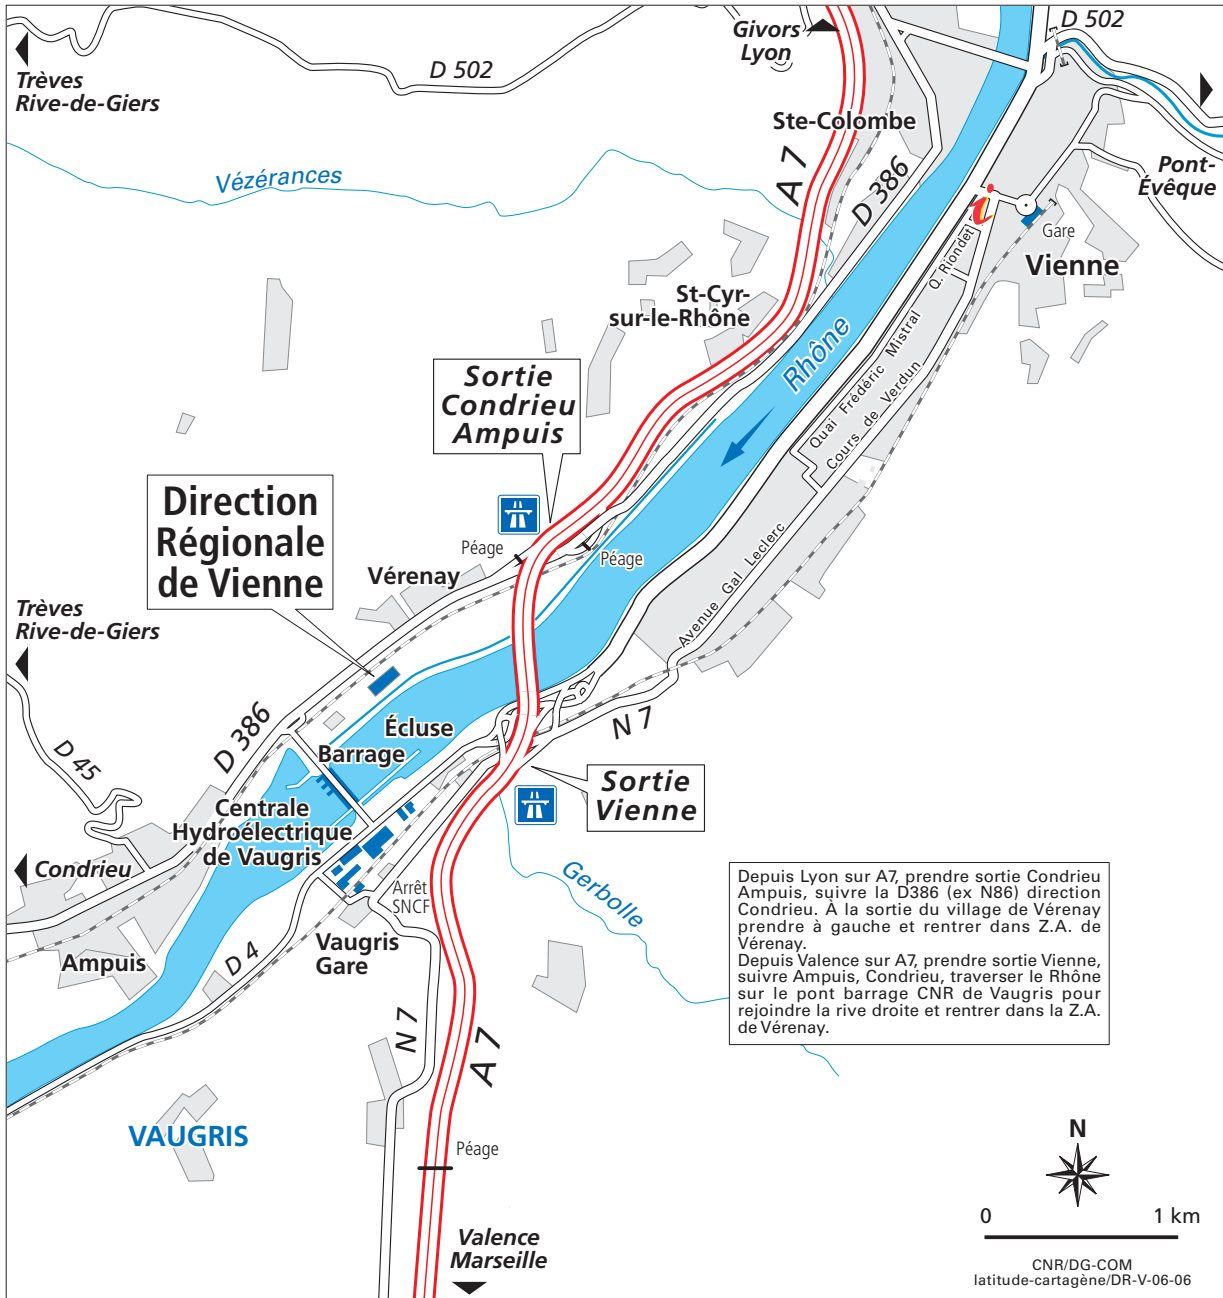 D 502
Givors
Lyon
Trèves
Rive-de-Giers
D 502
Ste-Colombe
A 7
D 386
Pont-
Évêque
Vézérances
Gare
Vienne
Q. Riondet
St-Cyr-
sur-le-Rhône
Rhône
Quai Frédéric Mistral
Cours de Verdun
Sortie
Condrieu
Ampuis
Direction
Régionale
de Vienne
Péage
Péage
Vérenay
Avenue Gal Leclerc
Trèves
Rive-de-Giers
D 386
Écluse
Barrage
N 7
D 45
Sortie
Vienne
Centrale
Hydroélectrique
de Vaugris
Condrieu
Arrêt
SNCF
Gerbolle
Vaugris
Gare
Ampuis
D 4
N 7
A 7
Depuis Lyon sur A7, prendre sortie Condrieu
Ampuis, suivre la D386 (ex N86) direction
Condrieu. À la sortie du village de Vérenay
prendre à gauche et rentrer dans Z.A. de
Vérenay.
Depuis Valence sur A7, prendre sortie Vienne,
suivre Ampuis, Condrieu, traverser le Rhône
sur le pont barrage CNR de Vaugris pour
rejoindre la rive droite et rentrer dans la Z.A.
de Vérenay.
VAUGRIS
Péage
N
0 1 km
Valence
Marseille
CNR/DG-COM
latitude-cartagène/DR-V-06-06